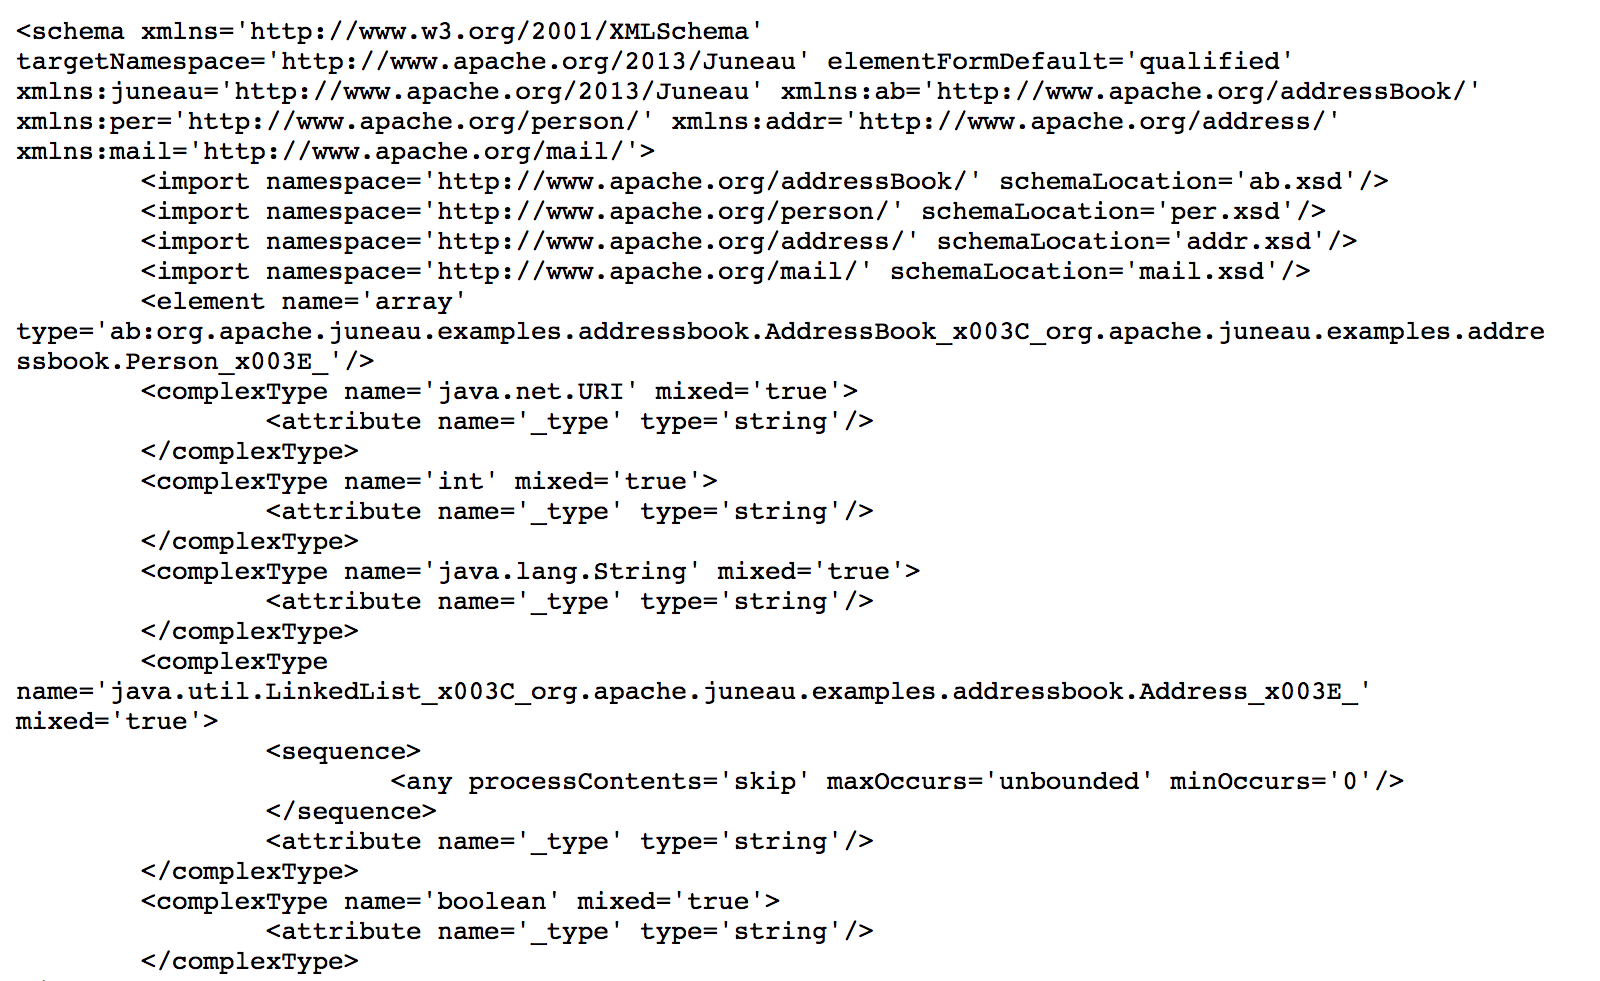 <schema xmlns='http://www.w3.org/2001/XMLSchema'
targetNamespace='http://www.apache.org/2013/Juneau' elementFormDefault='qualified'
xmlns:juneau='http://www.apache.org/2013/Juneau' xmlns:ab='http://www.apache.org/addressBook/'
xmlns:per='http://www.apache.org/person/' xmlns:addr='http://www.apache.org/address/'
xmlns:mail='http://www.apache.org/mail/'>
        <import namespace='http://www.apache.org/addressBook/' schemaLocation='ab.xsd'/>
        <import namespace='http://www.apache.org/person/' schemaLocation='per.xsd'/>
        <import namespace='http://www.apache.org/address/' schemaLocation='addr.xsd'/>
        <import namespace='http://www.apache.org/mail/' schemaLocation='mail.xsd'/>
        <element name='array'
type='ab:org.apache.juneau.examples.addressbook.AddressBook_x003C_org.apache.juneau.examples.addre
ssbook.Person_x003E_'/>
        <complexType name='java.net.URI' mixed='true'>
                <attribute name='_type' type='string'/>
        </complexType>
        <complexType name='int' mixed='true'>
                <attribute name='_type' type='string'/>
        </complexType>
        <complexType name='java.lang.String' mixed='true'>
                <attribute name='_type' type='string'/>
        </complexType>
        <complexType
name='java.util.LinkedList_x003C_org.apache.juneau.examples.addressbook.Address_x003E_'
mixed='true'>
                <sequence>
                        <any processContents='skip' maxOccurs='unbounded' minOccurs='0'/>
                </sequence>
                <attribute name='_type' type='string'/>
        </complexType>
        <complexType name='boolean' mixed='true'>
                <attribute name='_type' type='string'/>
        </complexType>